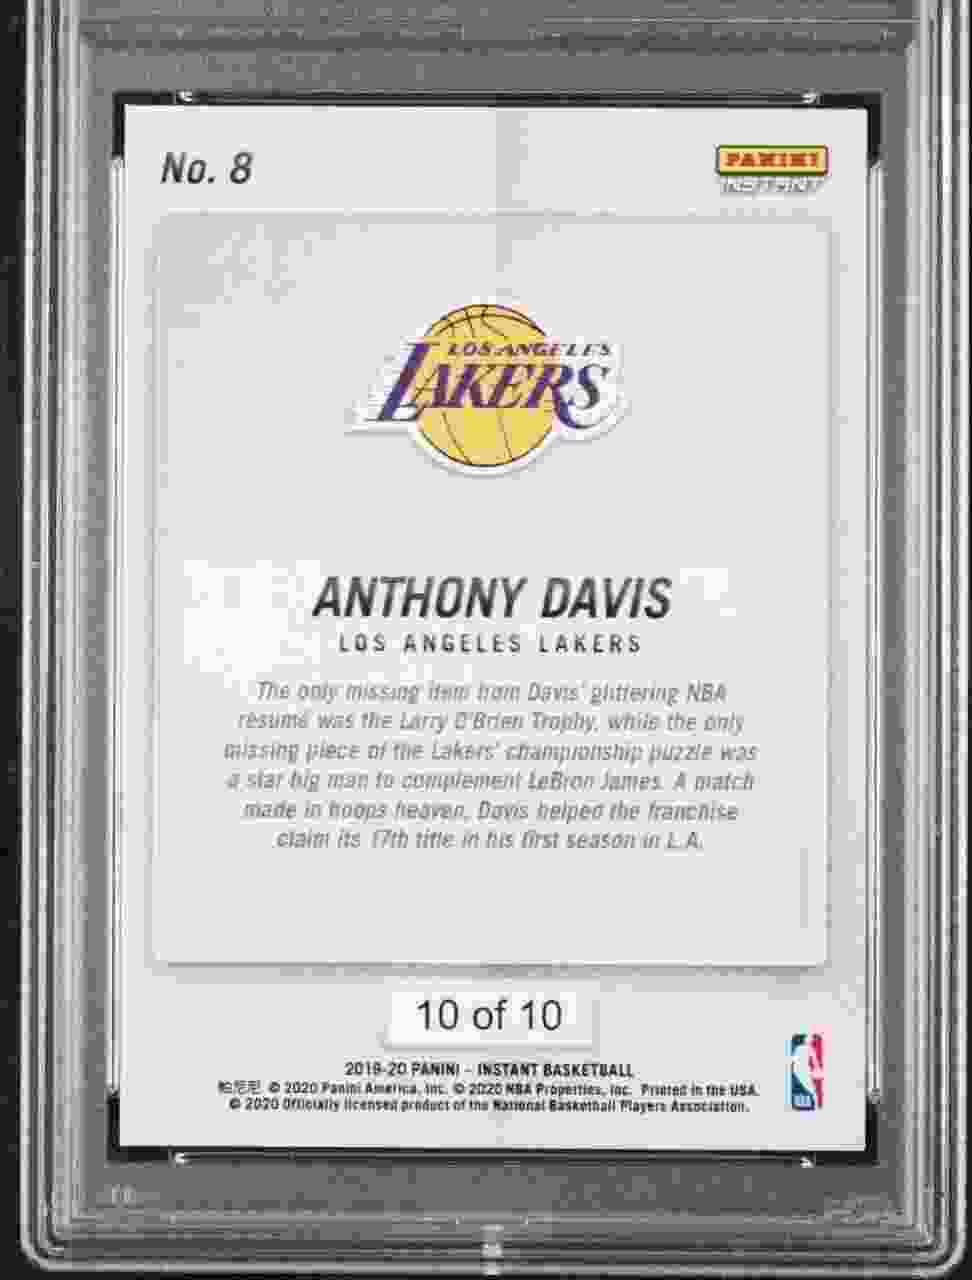 No. 8
PANINI
INSTANT
LOS ANGELES
LAKERS
ANTHONY DAVIS
LOS ANGELES LAKERS
The only missing item from Davis' glittering NBA
résumé was the Larry O'Brien Trophy, while the only
missing piece of the Lakers' championship puzzle was
a star big man to complement LeBron James. A match
made in hoops heaven, Davis helped the franchise
claim its 17th title in his first season in L.A.
10 of 10
2019-20 PANINI - INSTANT BASKETBALL
帕尼尼 © 2020 Panini America, Inc. © 2020 NBA Properties, Inc. Printed in the USA.
© 2020 Officially licensed product of the National Basketball Players Association.
NBA